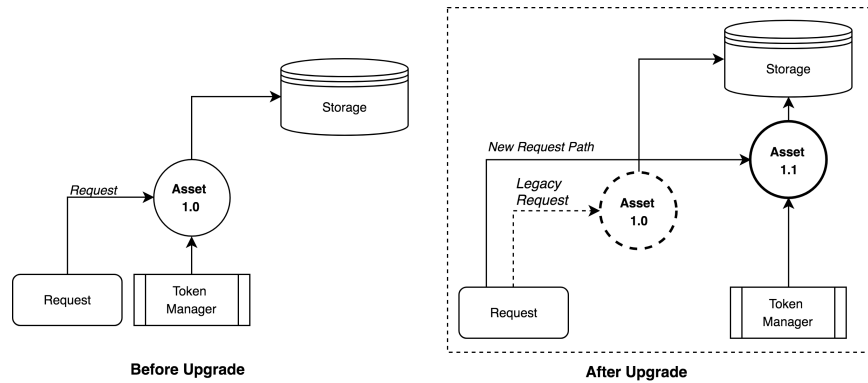 Storage
Request
Asset
1.0
Request
Token
Manager
Before Upgrade
Storage
New Request Path
Asset
1.1
Legacy
Request
Asset
1.0
Request
Token
Manager
After Upgrade